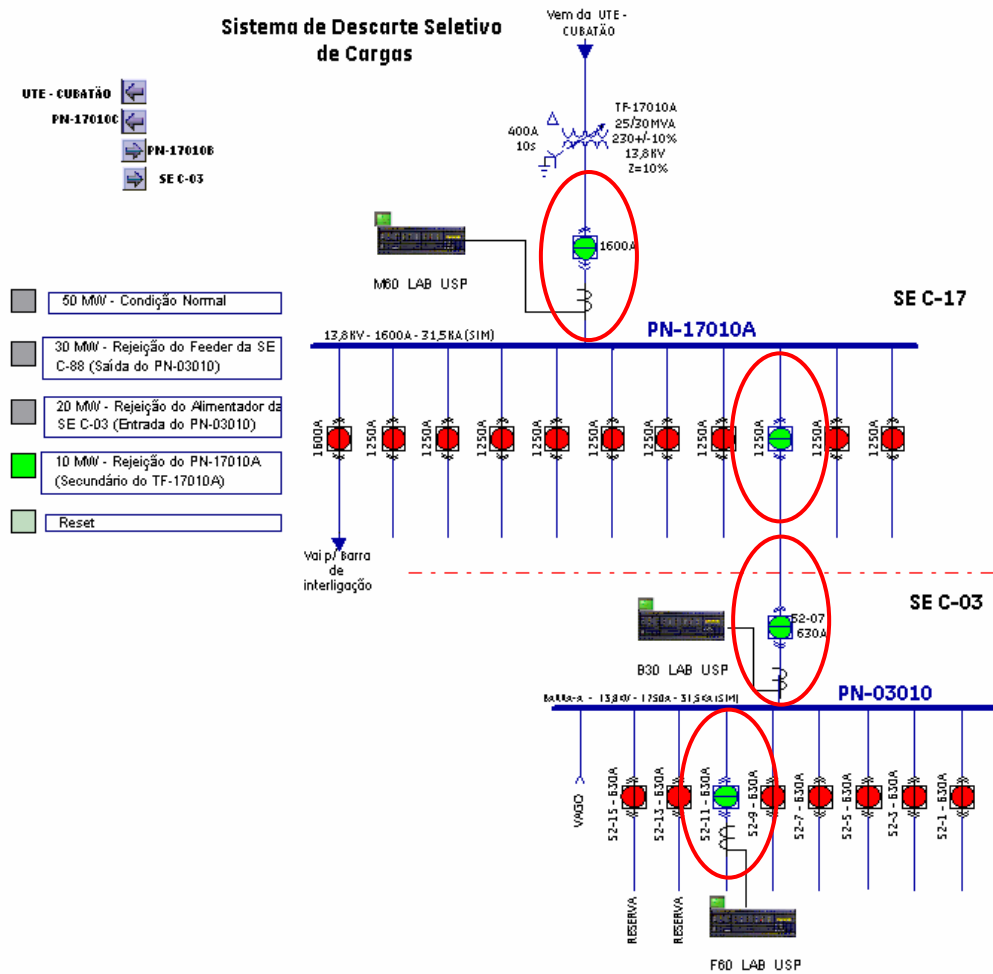 Sistema de Descarte Seletivo
de Cargas
Vem da UTE -
CUBATÃO
UTE - CUBATÃO
PN-17010C
PN-17010B
SE C-03
400A
10s
TF-17010A
25/30MVA
230+/-10%
13,8KV
Z=10%
1600A
M60 LAB USP
SE C-17
50 MW - Condição Normal
30 MW - Rejeição do Feeder da SE
C-88 (Saída do PN-03010)
20 MW - Rejeição do Alimentador da
SE C-03 (Entrada do PN-03010)
10 MW - Rejeição do PN-17010A
(Secundário do TF-17010A)
Reset
13,8KV - 1600A - 31,5KA(SIM)
PN-17010A
1600A
1250A
1250A
1250A
1250A
1250A
1250A
1250A
1250A
1250A
1250A
Vai p/ Barra
de
interligação
SE C-03
52-07
630A
B30 LAB USP
Barra-A - 13,8KV - 1750A - 31,5KA(SIM)
PN-03010
VAGO
52-15 - 630A
52-13 - 630A
52-11 - 630A
52-9 - 630A
52-7 - 630A
52-5 - 630A
52-3 - 630A
52-1 - 630A
RESERVA
RESERVA
F60 LAB USP